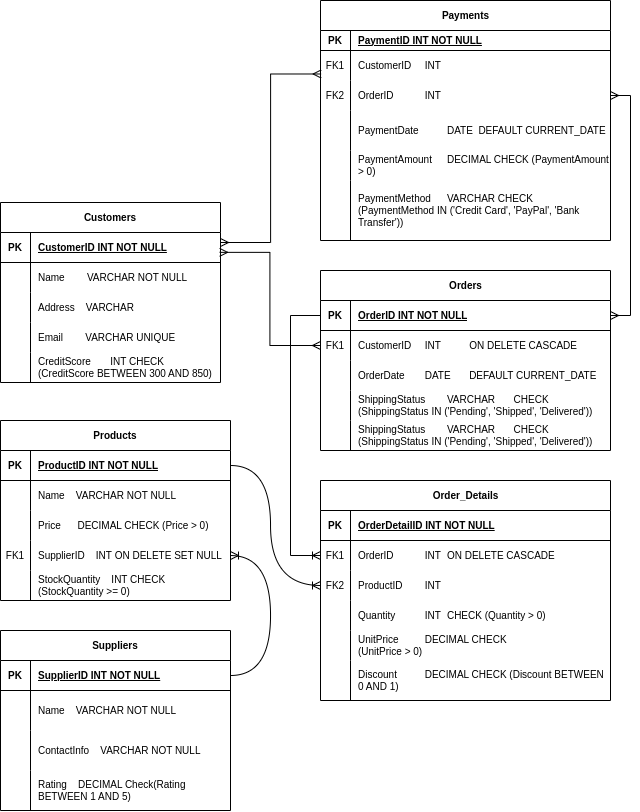 Payments
PK PaymentID INT NOT NULL
FK1 CustomerID INT
FK2 OrderID INT
PaymentDate DATE DEFAULT CURRENT_DATE
PaymentAmount DECIMAL CHECK (PaymentAmount
> 0)
PaymentMethod VARCHAR CHECK
(PaymentMethod IN ('Credit Card', 'PayPal', 'Bank
Transfer'))
Customers
PK CustomerID INT NOT NULL
Name VARCHAR NOT NULL
Address VARCHAR
Email VARCHAR UNIQUE
CreditScore INT CHECK
(CreditScore BETWEEN 300 AND 850)
Orders
PK OrderID INT NOT NULL
FK1 CustomerID INT ON DELETE CASCADE
OrderDate DATE DEFAULT CURRENT_DATE
ShippingStatus VARCHAR CHECK
(ShippingStatus IN ('Pending', 'Shipped', 'Delivered'))
ShippingStatus VARCHAR CHECK
(ShippingStatus IN ('Pending', 'Shipped', 'Delivered'))
Products
PK ProductID INT NOT NULL
Name VARCHAR NOT NULL
Price DECIMAL CHECK (Price > 0)
FK1 SupplierID INT ON DELETE SET NULL
StockQuantity INT CHECK
(StockQuantity >= 0)
Order_Details
PK OrderDetailID INT NOT NULL
FK1 OrderID INT ON DELETE CASCADE
FK2 ProductID INT
Quantity INT CHECK (Quantity > 0)
UnitPrice DECIMAL CHECK
(UnitPrice > 0)
Discount DECIMAL CHECK (Discount BETWEEN
0 AND 1)
Suppliers
PK SupplierID INT NOT NULL
Name VARCHAR NOT NULL
ContactInfo VARCHAR NOT NULL
Rating DECIMAL Check(Rating
BETWEEN 1 AND 5)